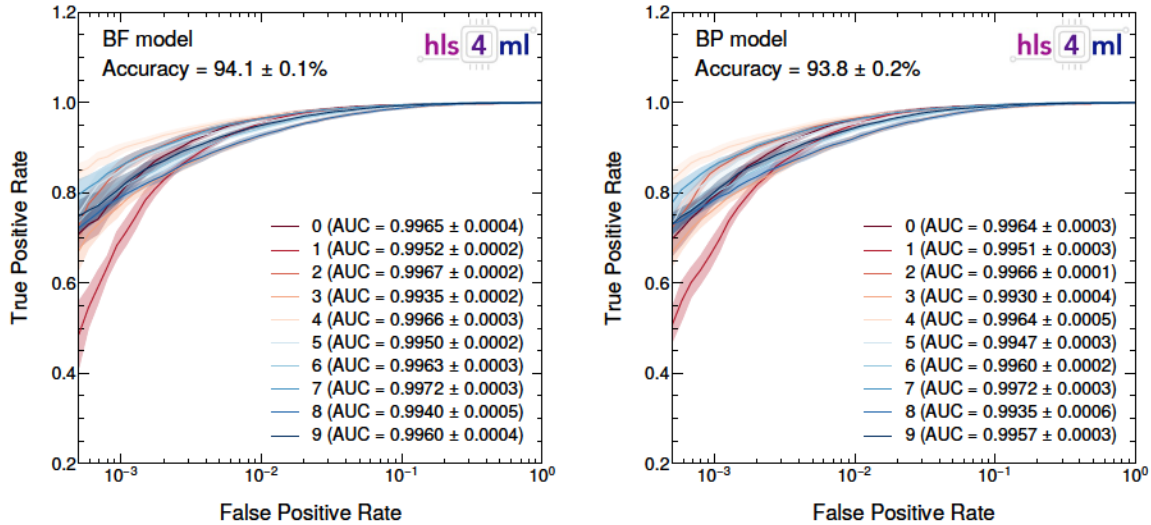 1.2
BF model
Accuracy = 94.1 ± 0.1%
hls 4 ml
1.0
0.8
0.6
0.4
0.2
True Positive Rate
0 (AUC = 0.9965 ± 0.0004)
1 (AUC = 0.9952 ± 0.0002)
2 (AUC = 0.9967 ± 0.0002)
3 (AUC = 0.9935 ± 0.0002)
4 (AUC = 0.9966 ± 0.0003)
5 (AUC = 0.9950 ± 0.0002)
6 (AUC = 0.9963 ± 0.0003)
7 (AUC = 0.9972 ± 0.0003)
8 (AUC = 0.9940 ± 0.0005)
9 (AUC = 0.9960 ± 0.0004)
10⁻³ 10⁻² 10⁻¹ 10⁰
False Positive Rate
1.2
BP model
Accuracy = 93.8 ± 0.2%
hls 4 ml
1.0
0.8
0.6
0.4
0.2
True Positive Rate
0 (AUC = 0.9964 ± 0.0003)
1 (AUC = 0.9951 ± 0.0003)
2 (AUC = 0.9966 ± 0.0001)
3 (AUC = 0.9930 ± 0.0004)
4 (AUC = 0.9964 ± 0.0005)
5 (AUC = 0.9947 ± 0.0003)
6 (AUC = 0.9960 ± 0.0002)
7 (AUC = 0.9972 ± 0.0003)
8 (AUC = 0.9935 ± 0.0006)
9 (AUC = 0.9957 ± 0.0003)
10⁻³ 10⁻² 10⁻¹ 10⁰
False Positive Rate